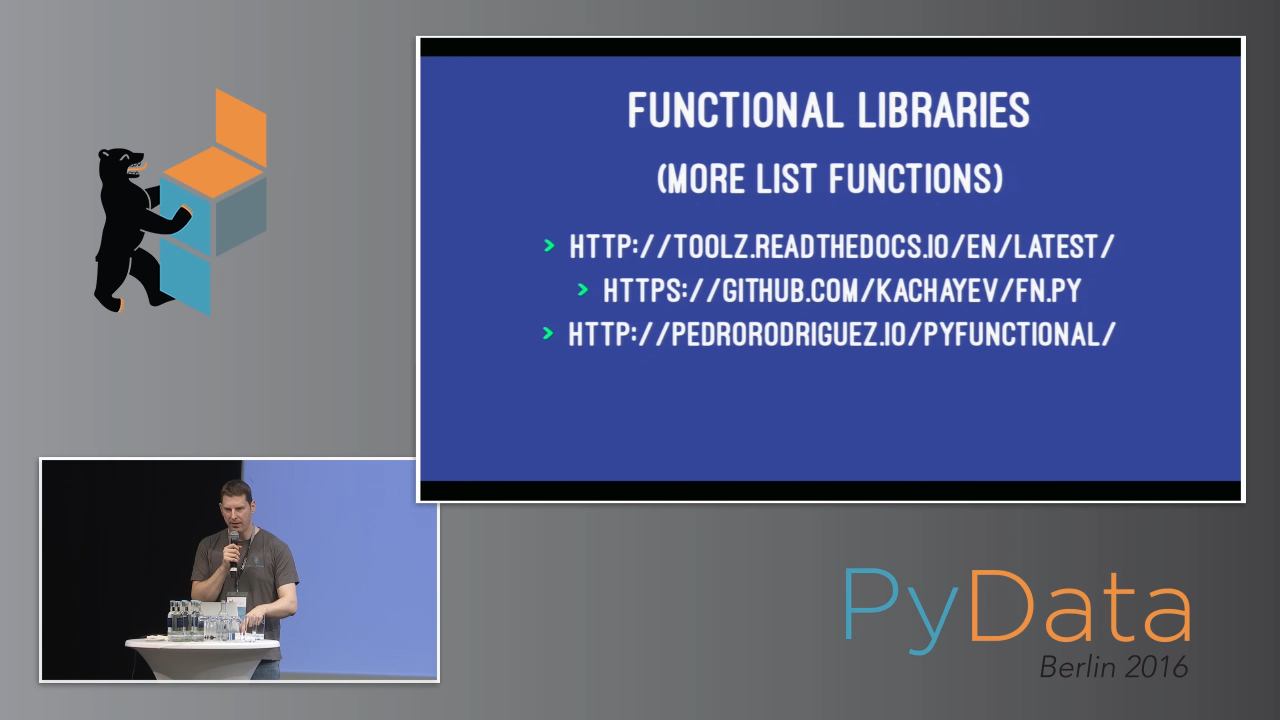 FUNCTIONAL LIBRARIES
(MORE LIST FUNCTIONS)
> HTTP://TOOLZ.READTHEDOCS.IO/EN/LATEST/
> HTTPS://GITHUB.COM/KACHAYEV/FN.PY
> HTTP://PEDRORODRIGUEZ.IO/PYFUNCTIONAL/
PyData
Berlin 2016